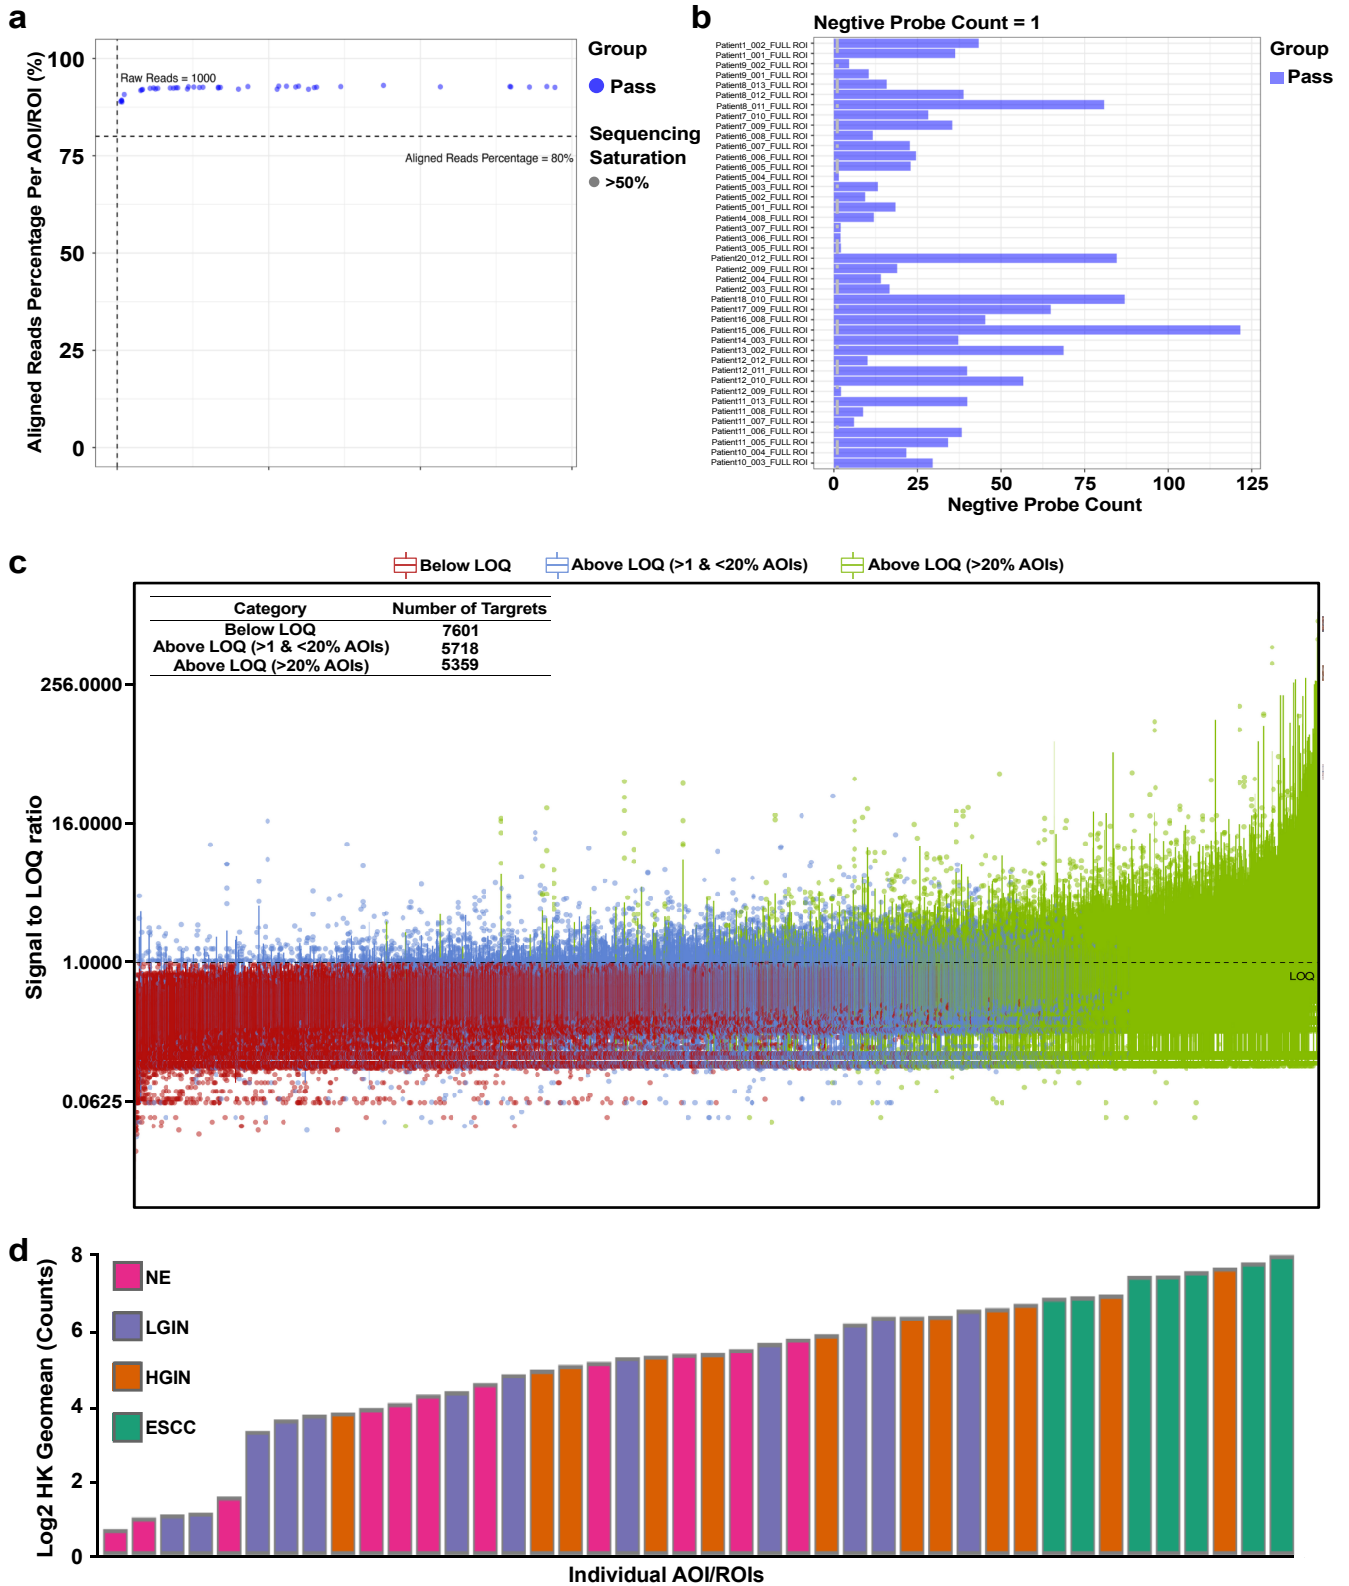 a
Aligned Reads Percentage Per AOI/ROI (%)
100
75
50
25
0
Raw Reads = 1000
Aligned Reads Percentage = 80%
Group
Pass
Sequencing
Saturation
>50%
b
Negtive Probe Count = 1
Patient1_002_FULL ROI
Patient1_001_FULL ROI
Patient9_002_FULL ROI
Patient9_001_FULL ROI
Patient8_013_FULL ROI
Patient8_012_FULL ROI
Patient8_011_FULL ROI
Patient7_010_FULL ROI
Patient7_009_FULL ROI
Patient6_008_FULL ROI
Patient6_007_FULL ROI
Patient6_006_FULL ROI
Patient6_005_FULL ROI
Patient5_004_FULL ROI
Patient5_003_FULL ROI
Patient5_002_FULL ROI
Patient5_001_FULL ROI
Patient4_008_FULL ROI
Patient3_007_FULL ROI
Patient3_006_FULL ROI
Patient3_005_FULL ROI
Patient20_012_FULL ROI
Patient2_009_FULL ROI
Patient2_004_FULL ROI
Patient2_003_FULL ROI
Patient18_010_FULL ROI
Patient17_009_FULL ROI
Patient16_008_FULL ROI
Patient15_006_FULL ROI
Patient14_003_FULL ROI
Patient13_002_FULL ROI
Patient12_012_FULL ROI
Patient12_011_FULL ROI
Patient12_010_FULL ROI
Patient12_009_FULL ROI
Patient11_013_FULL ROI
Patient11_008_FULL ROI
Patient11_007_FULL ROI
Patient11_006_FULL ROI
Patient11_005_FULL ROI
Patient10_004_FULL ROI
Patient10_003_FULL ROI
0 25 50 75 100 125
Negtive Probe Count
Group
Pass
c
Below LOQ Above LOQ (>1 & <20% AOIs) Above LOQ (>20% AOIs)
Category Number of Targrets
Below LOQ 7601
Above LOQ (>1 & <20% AOIs) 5718
Above LOQ (>20% AOIs) 5359
Signal to LOQ ratio
256.0000
16.0000
1.0000
0.0625
LOQ
d
Log2 HK Geomean (Counts)
8
6
4
2
0
NE
LGIN
HGIN
ESCC
Individual AOI/ROIs